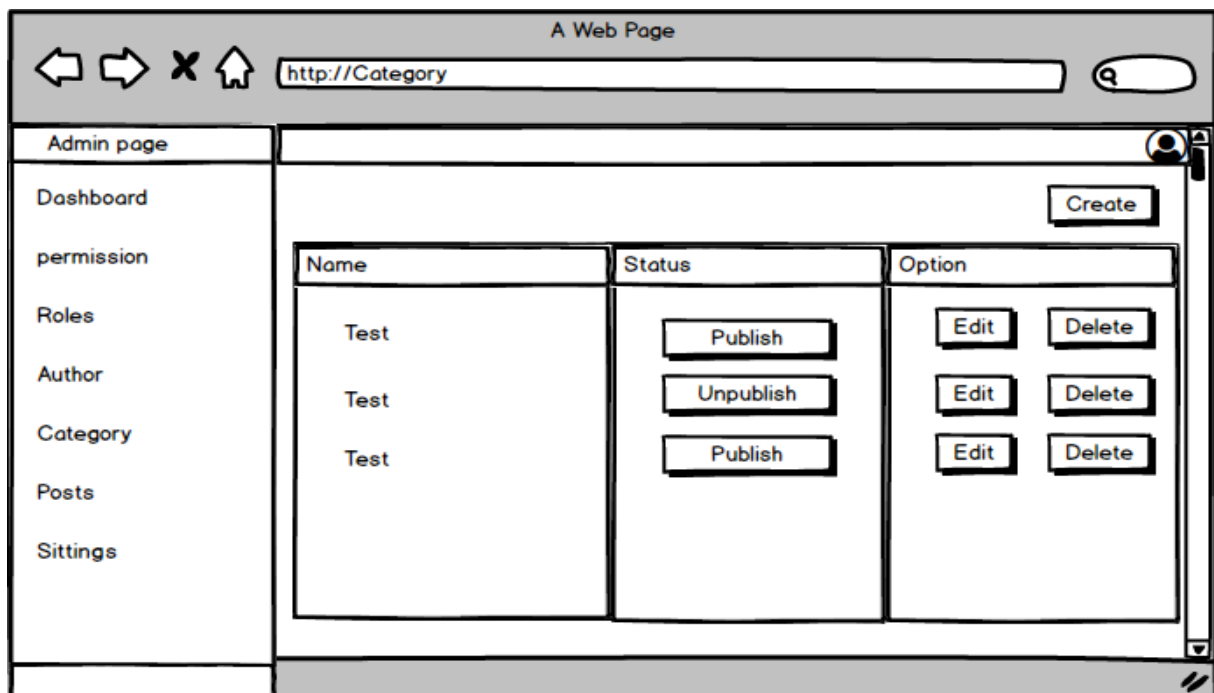 A Web Page
http://Category
Admin page
Dashboard
permission
Roles
Author
Category
Posts
Sittings
Create
Name Status Option
Test Publish Edit Delete
Test Unpublish Edit Delete
Test Publish Edit Delete